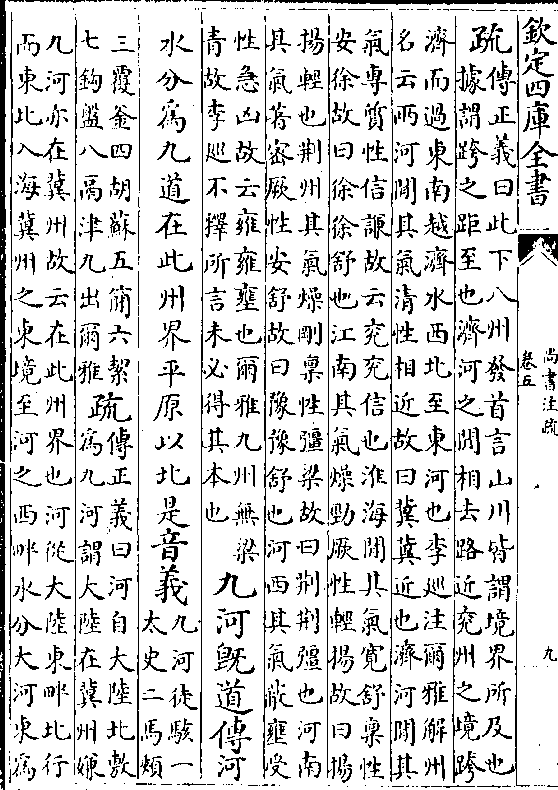 欽定四庫全書
尚書注疏
卷五
九
疏傳正義曰此下八州發首言山川皆謂境界所及也
據謂跨之距至也濟河之間相去路近兗州之境跨
濟而過東南越濟水西北至東河也李巡注爾雅解州
名云兩河間其氣清性相近故曰冀冀近也濟河間其
氣專質性信謙故云兗兗信也淮海間其氣寬舒稟性
安徐故曰徐徐舒也江南其氣燥勁厥性輕揚故曰揚
揚輕也荆州其氣燥剛稟性彊梁故曰荆荆彊也河南
其氣著密厥性安舒故曰豫豫舒也河西其氣蔽壅受
性急凶故云雍雍壅也爾雅九州無梁
青故李巡不釋所言未必得其本也
九河既道傳河
水分為九道在此州界平原以北是音義九河徒駭一
太史二馬頰
三覆釜四胡蘇五簡六絜
七鉤盤八鬲津九出爾雅
疏傳正義曰河自大陸北敷
為九河謂大陸在冀州嫌
九河亦在冀州故云在此州界也河從大陸東畔北行
而東北入海冀州之東境至河之西畔水分大河東為